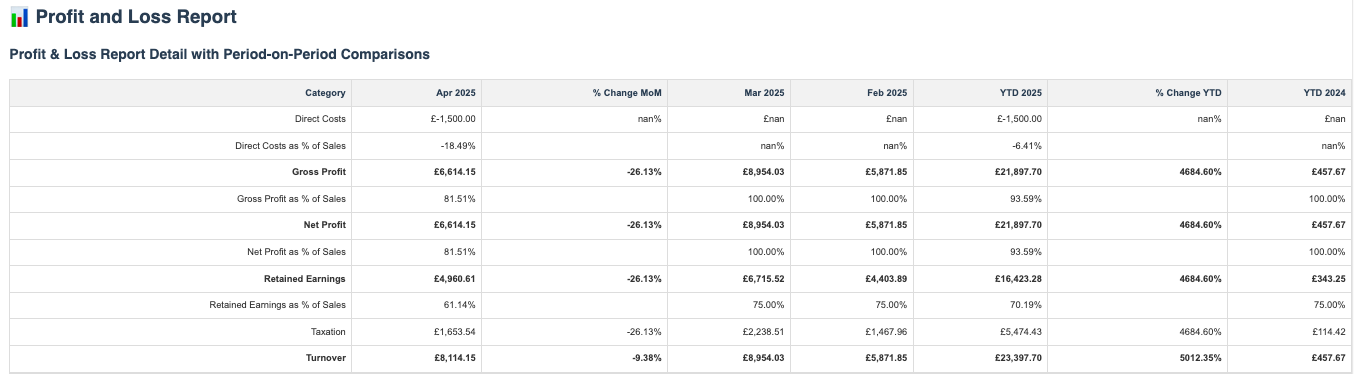 Profit and Loss Report
Profit & Loss Report Detail with Period-on-Period Comparisons
Category Apr 2025 % Change MoM Mar 2025 Feb 2025 YTD 2025 % Change YTD YTD 2024
Direct Costs £-1,500.00 nan% £nan £nan £-1,500.00 nan% £nan
Direct Costs as % of Sales -18.49% nan% nan% -6.41% nan%
Gross Profit £6,614.15 -26.13% £8,954.03 £5,871.85 £21,897.70 4684.60% £457.67
Gross Profit as % of Sales 81.51% 100.00% 100.00% 93.59% 100.00%
Net Profit £6,614.15 -26.13% £8,954.03 £5,871.85 £21,897.70 4684.60% £457.67
Net Profit as % of Sales 81.51% 100.00% 100.00% 93.59% 100.00%
Retained Earnings £4,960.61 -26.13% £6,715.52 £4,403.89 £16,423.28 4684.60% £343.25
Retained Earnings as % of Sales 61.14% 75.00% 75.00% 70.19% 75.00%
Taxation £1,653.54 -26.13% £2,238.51 £1,467.96 £5,474.43 4684.60% £114.42
Turnover £8,114.15 -9.38% £8,954.03 £5,871.85 £23,397.70 5012.35% £457.67